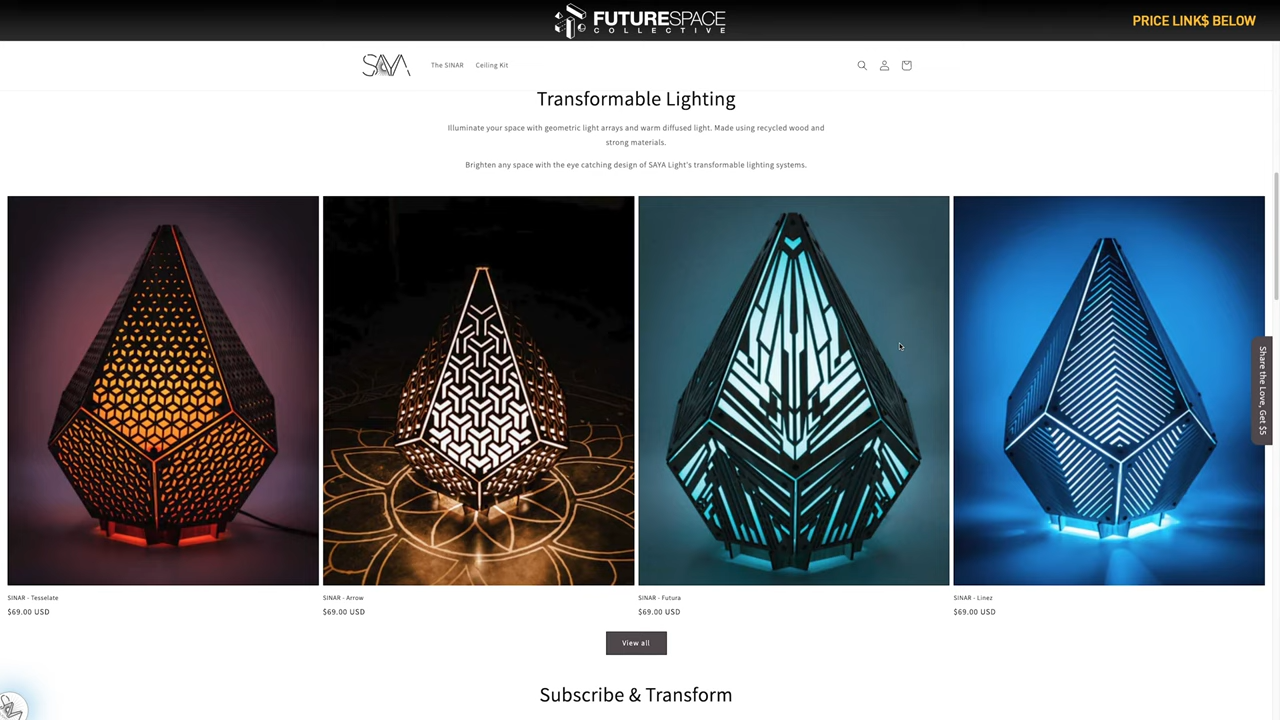 FUTURESPACE
COLLECTIVE
PRICE LINK$ BELOW
SAYA
The SINAR
Ceiling Kit
Transformable Lighting
Illuminate your space with geometric light arrays and warm diffused light. Made using recycled wood and
strong materials.
Brighten any space with the eye catching design of SAYA Light's transformable lighting systems.
Share the Love, Get $5
SINAR - Tesselate
$69.00 USD
SINAR - Arrow
$69.00 USD
SINAR - Futura
$69.00 USD
SINAR - Linez
$69.00 USD
View all
Subscribe & Transform